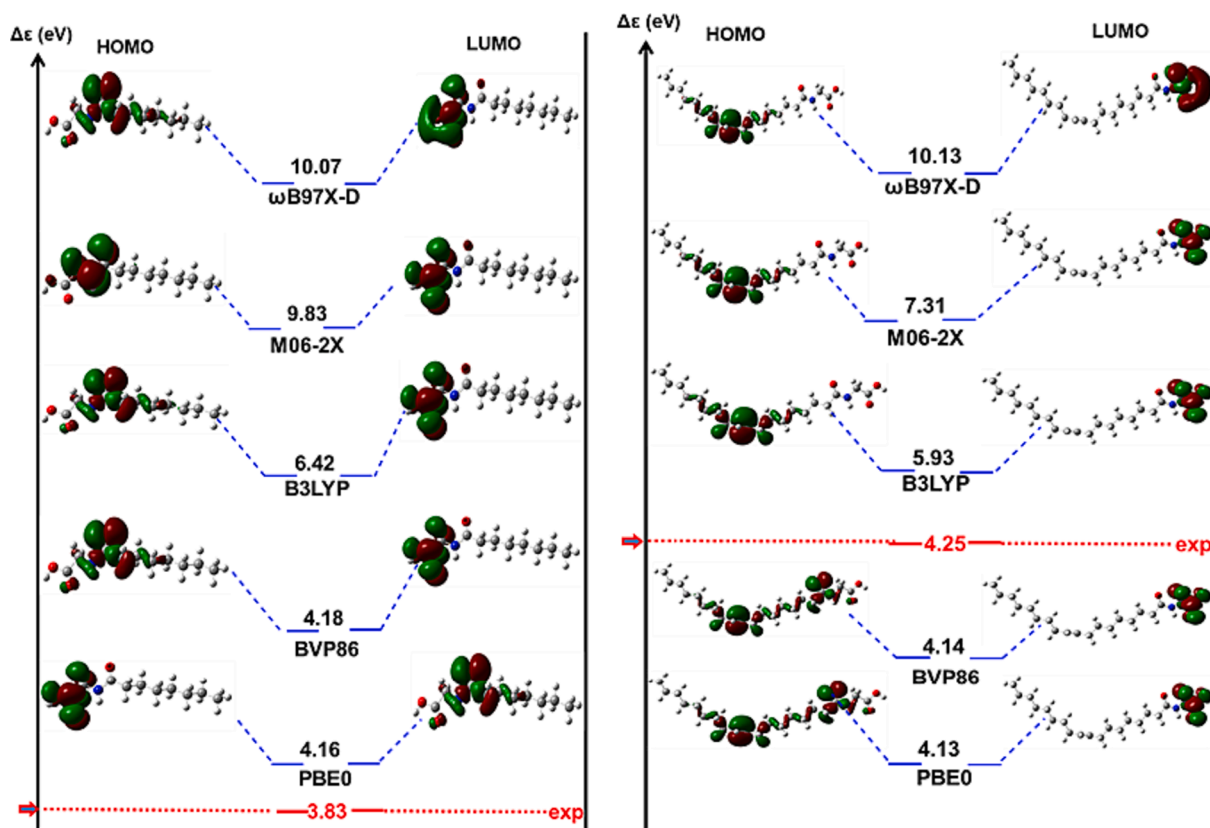 Δε (eV)
HOMO
LUMO
10.07
ωB97X-D
9.83
M06-2X
6.42
B3LYP
4.18
BVP86
4.16
PBE0
3.83
exp
Δε (eV)
HOMO
LUMO
10.13
ωB97X-D
7.31
M06-2X
5.93
B3LYP
4.25
exp
4.14
BVP86
4.13
PBE0